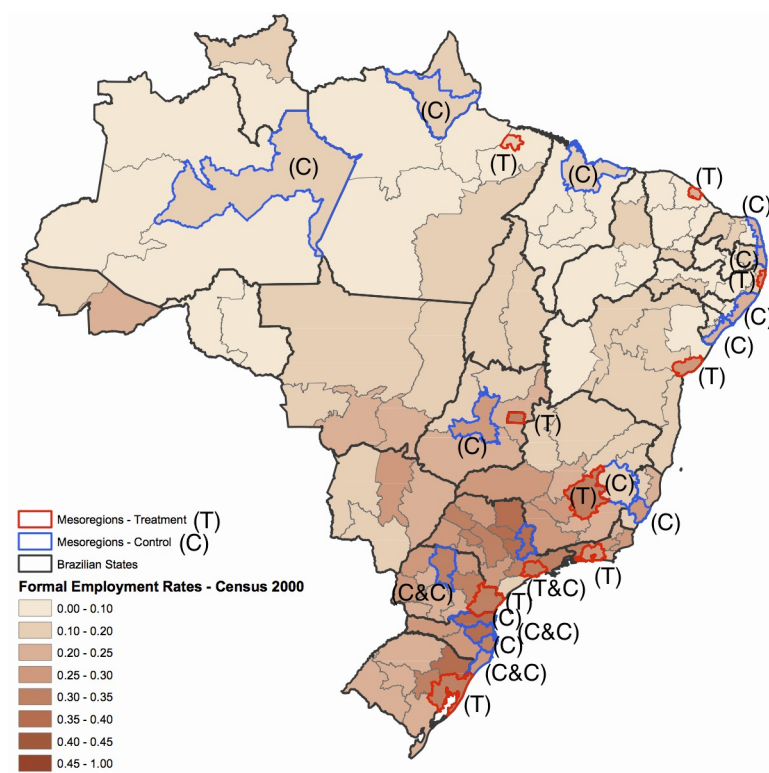 (C)
(C)
(T)
(C)
(T)
(C)
(C)
(T)
(C)
(C)
(T)
(T)
(C)
(C)
(T)
(C)
(T)
(T&C)
(C&C)
(T)
(C)
(C&C)
(C)
(C&C)
(T)
Mesoregions - Treatment (T)
Mesoregions - Control (C)
Brazilian States
Formal Employment Rates - Census 2000
0.00 - 0.10
0.10 - 0.20
0.20 - 0.25
0.25 - 0.30
0.30 - 0.35
0.35 - 0.40
0.40 - 0.45
0.45 - 1.00